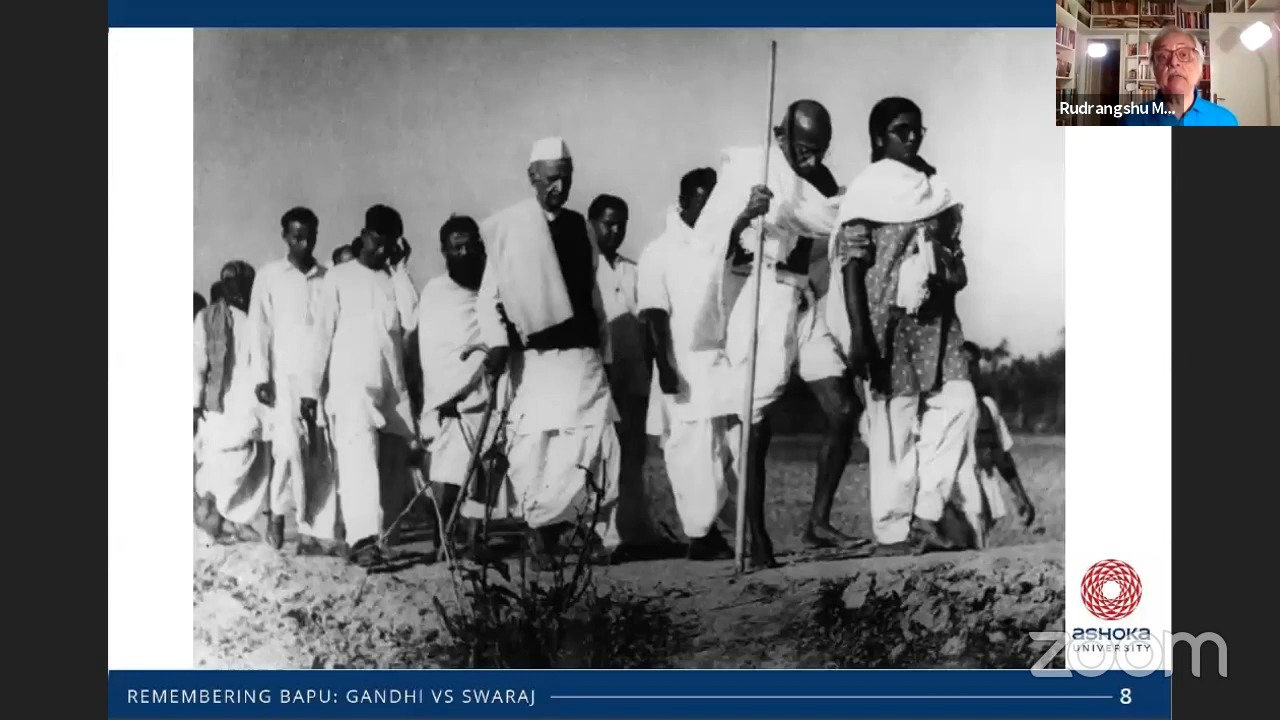 Rudrangshu M...
ASHOKA
UNIVERSITY
zoom
REMEMBERING BAPU: GANDHI VS SWARAJ
8